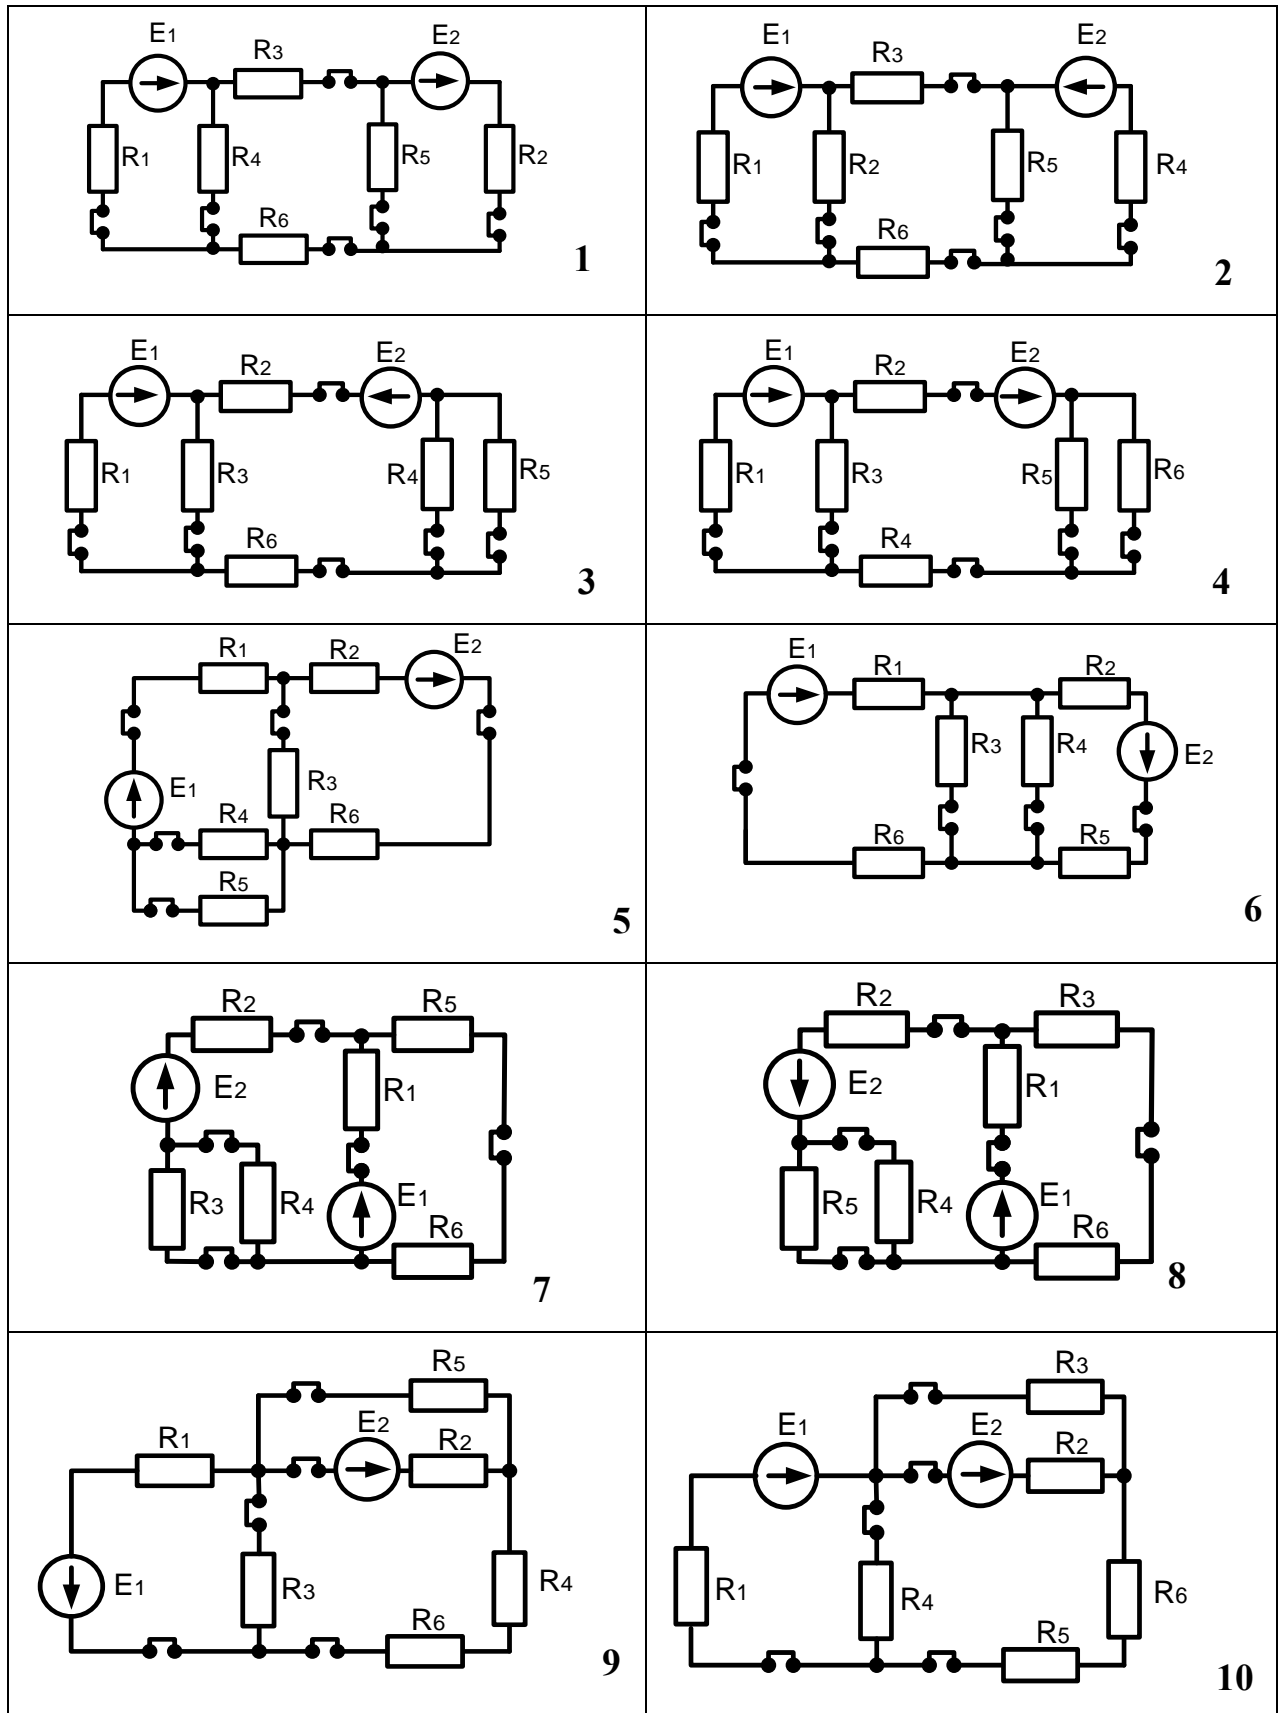 E1 R3 E2
R1 R4 R5 R2
R6
1
E1 R3 E2
R1 R2 R5 R4
R6
2
E1 R2 E2
R1 R3 R4 R5
R6
3
E1 R2 E2
R1 R3 R5 R6
R4
4
R1 R2 E2
E1 R3
R4 R6
R5
5
E1 R1 R2
R3 R4 E2
R6 R5
6
R2 R5
E2 R1
R3 R4 E1
R6
7
R2 R3
E2 R1
R5 R4 E1
R6
8
R5
R1 E2 R2
E1 R3 R4
R6
9
R3
E1 E2 R2
R1 R4 R6
R5
10